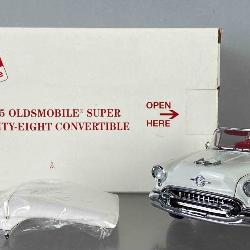 5 OLDSMOBILE® SUPER
TY-EIGHT CONVERTIBLE
OPEN
HERE